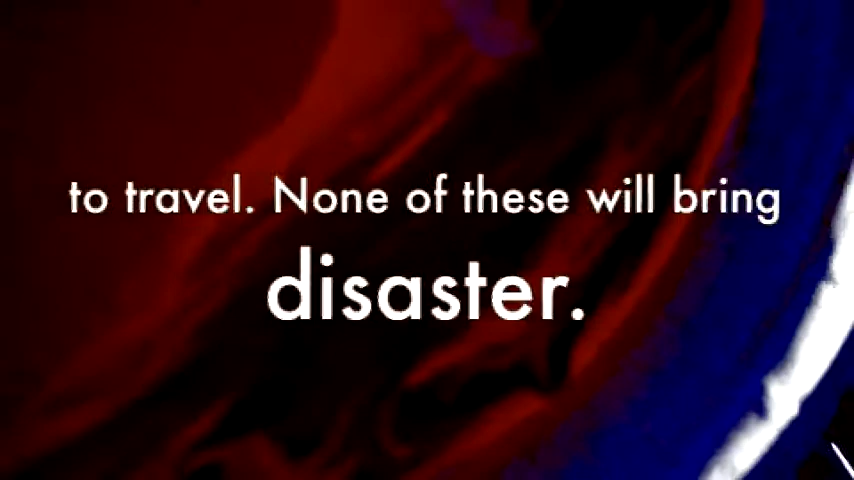 to travel. None of these will bring
disaster.